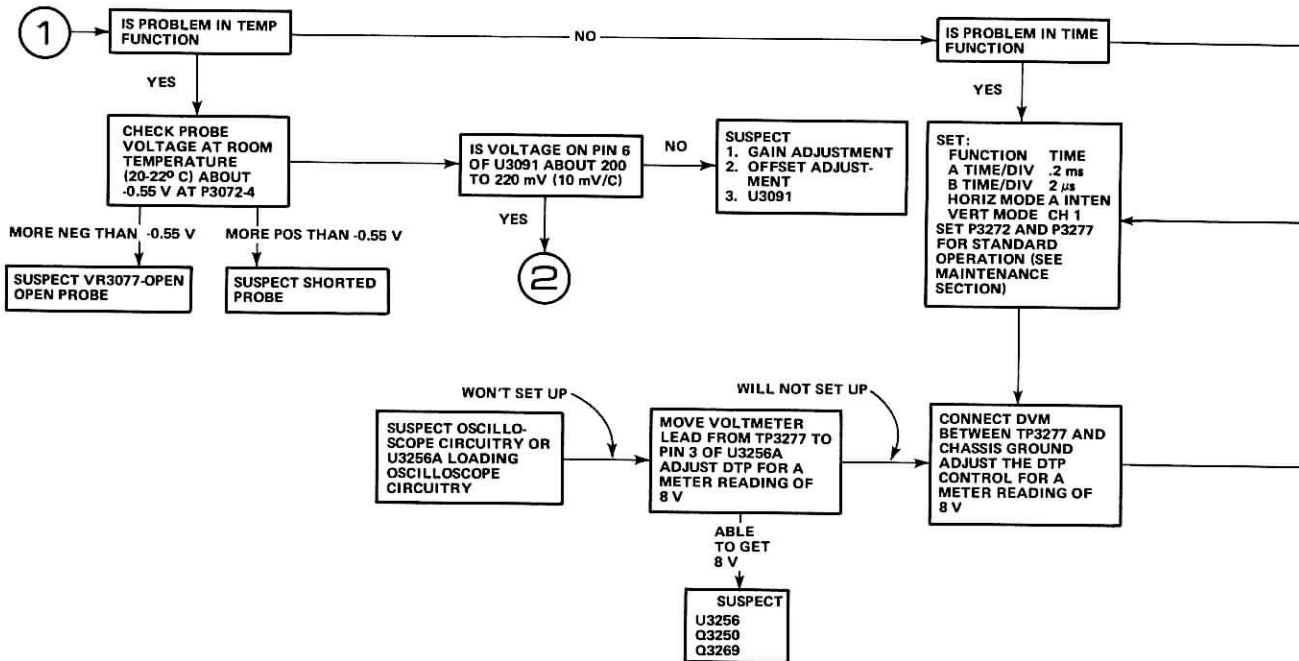 1
IS PROBLEM IN TEMP
FUNCTION
NO
IS PROBLEM IN TIME
FUNCTION
YES
YES
CHECK PROBE
VOLTAGE AT ROOM
TEMPERATURE
(20-22º C) ABOUT
-0.55 V AT P3072-4
IS VOLTAGE ON PIN 6
OF U3091 ABOUT 200
TO 220 mV (10 mV/C)
NO
SUSPECT
1. GAIN ADJUSTMENT
2. OFFSET ADJUST-
MENT
3. U3091
SET:
FUNCTION TIME
A TIME/DIV .2 ms
B TIME/DIV 2 µs
HORIZ MODE A INTEN
VERT MODE CH 1
SET P3272 AND P3277
FOR STANDARD
OPERATION (SEE
MAINTENANCE
SECTION)
YES
MORE NEG THAN -0.55 V
MORE POS THAN -0.55 V
SUSPECT VR3077-OPEN
OPEN PROBE
SUSPECT SHORTED
PROBE
2
WON'T SET UP
WILL NOT SET UP
SUSPECT OSCILLO-
SCOPE CIRCUITRY OR
U3256A LOADING
OSCILLOSCOPE
CIRCUITRY
MOVE VOLTMETER
LEAD FROM TP3277 TO
PIN 3 OF U3256A
ADJUST DTP FOR A
METER READING OF
8 V
CONNECT DVM
BETWEEN TP3277 AND
CHASSIS GROUND
ADJUST THE DTP
CONTROL FOR A
METER READING OF
8 V
ABLE
TO GET
8 V
SUSPECT
U3256
Q3250
Q3269